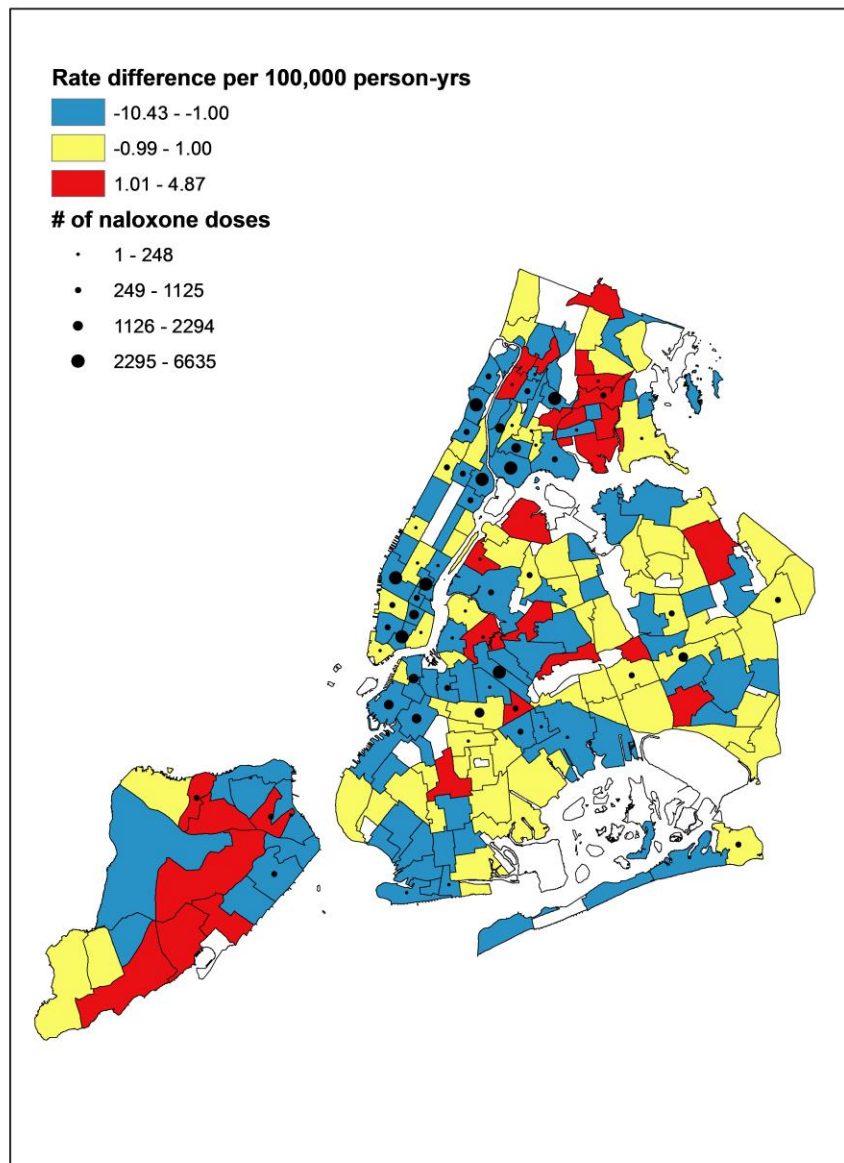 Rate difference per 100,000 person-yrs
-10.43 - -1.00
-0.99 - 1.00
1.01 - 4.87
# of naloxone doses
1 - 248
249 - 1125
1126 - 2294
2295 - 6635